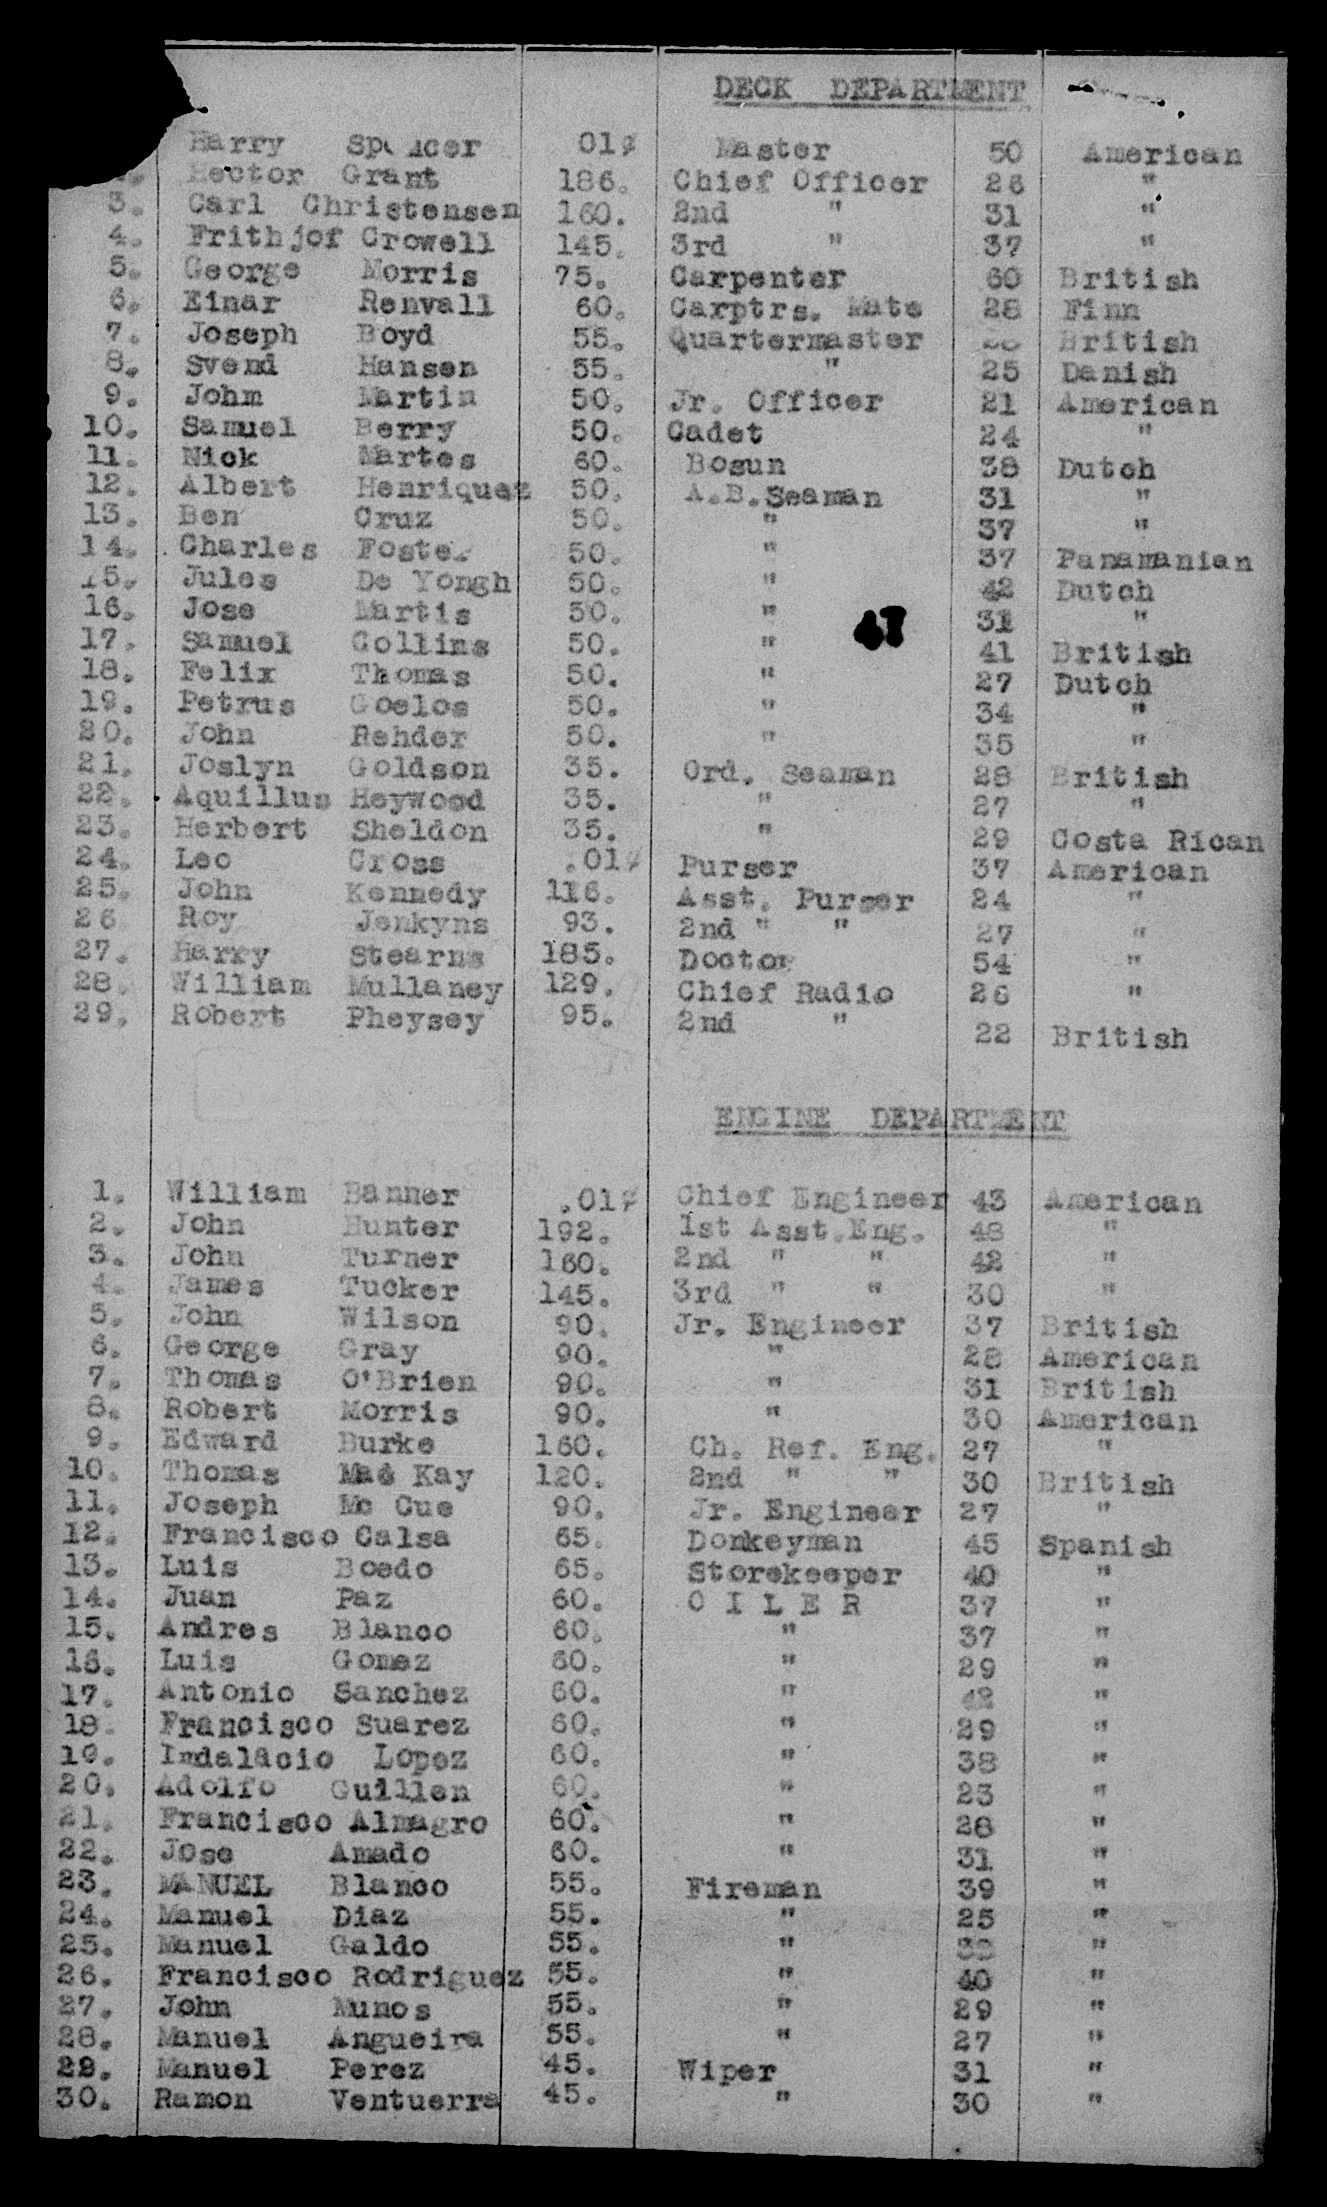 DECK DEPARTMENT
Harry Spencer 01¢ Master 50 American
Hector Grant 186. Chief Officer 26 "
3. Carl Christensen 160. 2nd " 31 "
4. Frithjof Crowell 145. 3rd " 37 "
5. George Morris 75. Carpenter 60 British
6. Einar Renvall 60. Carptrs. Mate 28 Finn
7. Joseph Boyd 55. Quartermaster British
8. Svend Hansen 55. " 25 Danish
9. John Martin 50. Jr. Officer 21 American
10. Samuel Berry 50. Cadet 24 "
11. Nick Martes 60. Bosun 38 Dutch
12. Albert Henriquez 50. A.B.Seaman 31 "
13. Ben Cruz 50. " 37 "
14. Charles Foster 50. " 37 Panamanian
15. Jules De Yongh 50. " 42 Dutch
16. Jose Martis 50. " 31 "
47
17. Samuel Collins 50. " 41 British
18. Felix Thomas 50. " 27 Dutch
19. Petrus Goelos 50. " 34 "
20. John Rehder 50. " 35 "
21. Joslyn Goldson 35. Ord. Seaman 28 British
22. Aquillus Heywood 35. " 27 "
23. Herbert Sheldon 35. " 29 Costa Rican
24. Leo Cross .01¢ Purser 37 American
25. John Kennedy 116. Asst. Purser 24 "
26 Roy Jenkyns 93. 2nd " " 27 "
27. Harry Stearns 185. Doctor 54 "
28. William Mullaney 129. Chief Radio 26 "
29. Robert Pheysey 95. 2nd " 22 British
ENGINE DEPARTMENT
1. William Banner .01¢ Chief Engineer 43 American
2. John Hunter 192. 1st Asst.Eng. 48 "
3. John Turner 160. 2nd " " 42 "
4. James Tucker 145. 3rd " " 30 "
5. John Wilson 90. Jr. Engineer 37 British
6. George Gray 90. " 28 American
7. Thomas O'Brien 90. " 31 British
8. Robert Morris 90. " 30 American
9. Edward Burke 160. Ch. Ref. Eng. 27 "
10. Thomas Mac Kay 120. 2nd " " 30 British
11. Joseph Mc Cue 90. Jr. Engineer 27 "
12. Francisco Calsa 65. Donkeyman 45 Spanish
13. Luis Boedo 65. Storekeeper 40 "
14. Juan Paz 60. O I L E R 37 "
15. Andres Blanco 60. " 37 "
16. Luis Gomez 60. " 29 "
17. Antonio Sanchez 60. " 42 "
18. Francisco Suarez 60. " 29 "
19. Indalacio Lopez 60. " 38 "
20. Adolfo Guillen 60. " 23 "
21. Francisco Almagro 60. " 28 "
22. Jose Amado 60. " 31 "
23. MANUEL Blanco 55. Fireman 39 "
24. Manuel Diaz 55. " 25 "
25. Manuel Galdo 55. " "
26. Francisco Rodriguez 55. " 40 "
27. John Munos 55. " 29 "
28. Manuel Angueira 55. " 27 "
29. Manuel Perez 45. Wiper 31 "
30. Ramon Ventuerra 45. " 30 "